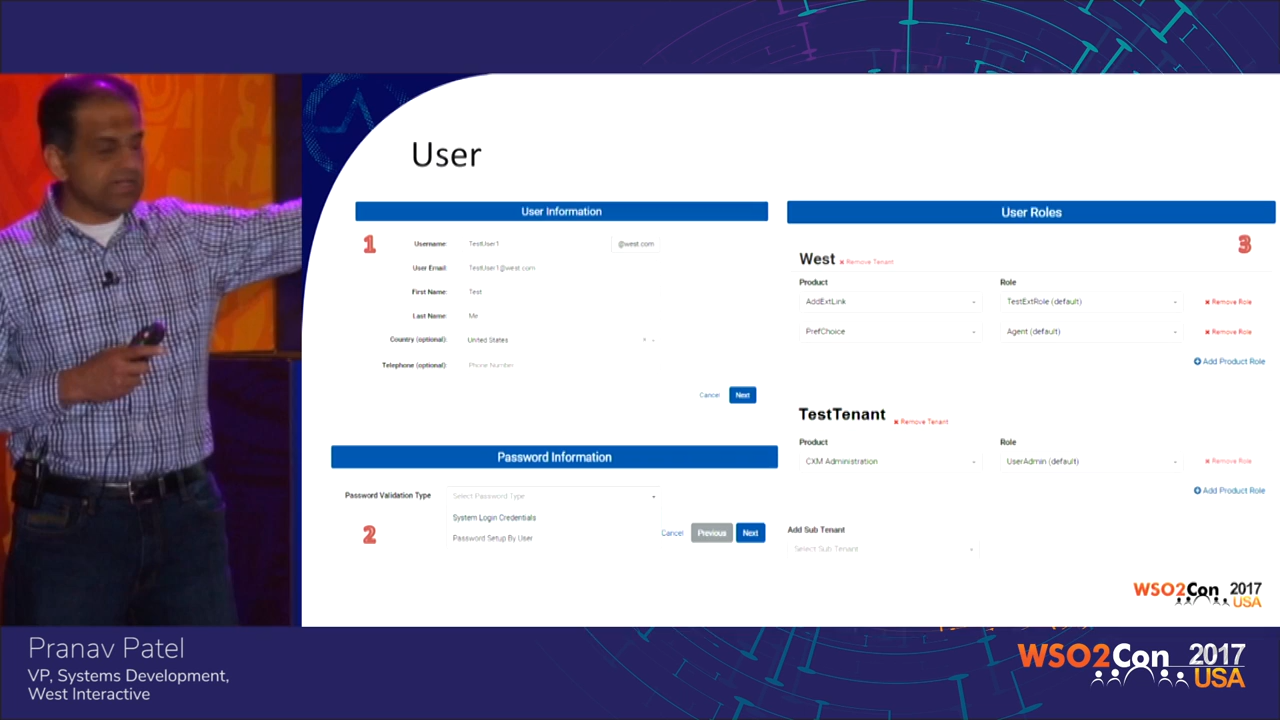 User
User Information
1
Username: TestUser1 @west.com
User Email: TestUser1@west.com
First Name: Test
Last Name: Me
Country (optional): United States
Telephone (optional): Phone Number
Cancel Next
Password Information
Password Validation Type Select Password Type
System Login Credentials
Password Setup By User
2
Cancel Previous Next
User Roles
3
West × Remove Tenant
Product Role
AddExtLink TestExtRole (default) × Remove Role
PrefChoice Agent (default) × Remove Role
Add Product Role
TestTenant × Remove Tenant
Product Role
CXM Administration UserAdmin (default) × Remove Role
Add Product Role
Add Sub Tenant
Select Sub Tenant
WSO2Con 2017
USA
Pranav Patel
VP, Systems Development,
West Interactive
WSO2Con 2017
USA